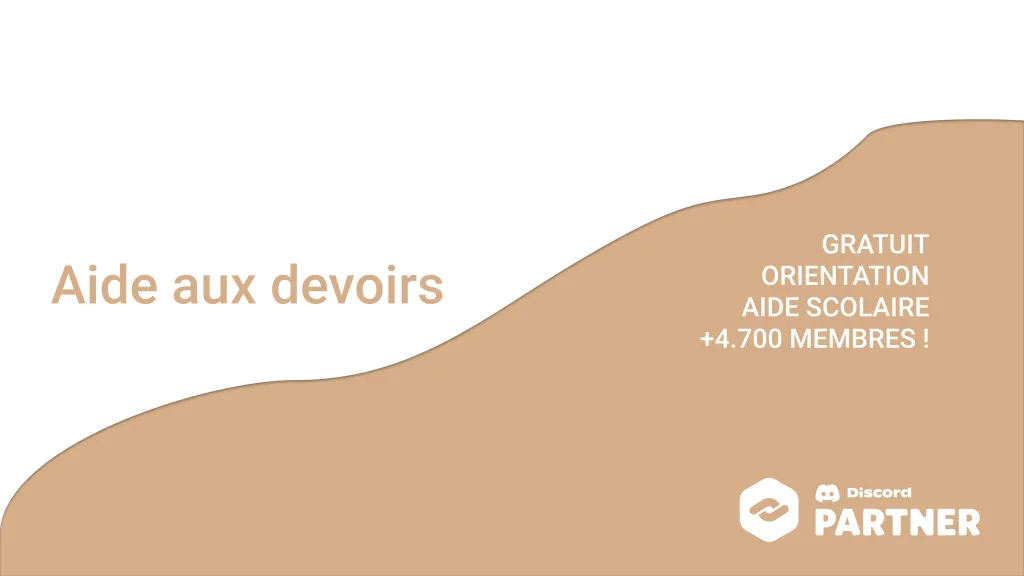 Aide aux devoirs
GRATUIT
ORIENTATION
AIDE SCOLAIRE
+4.700 MEMBRES !
Discord
PARTNER